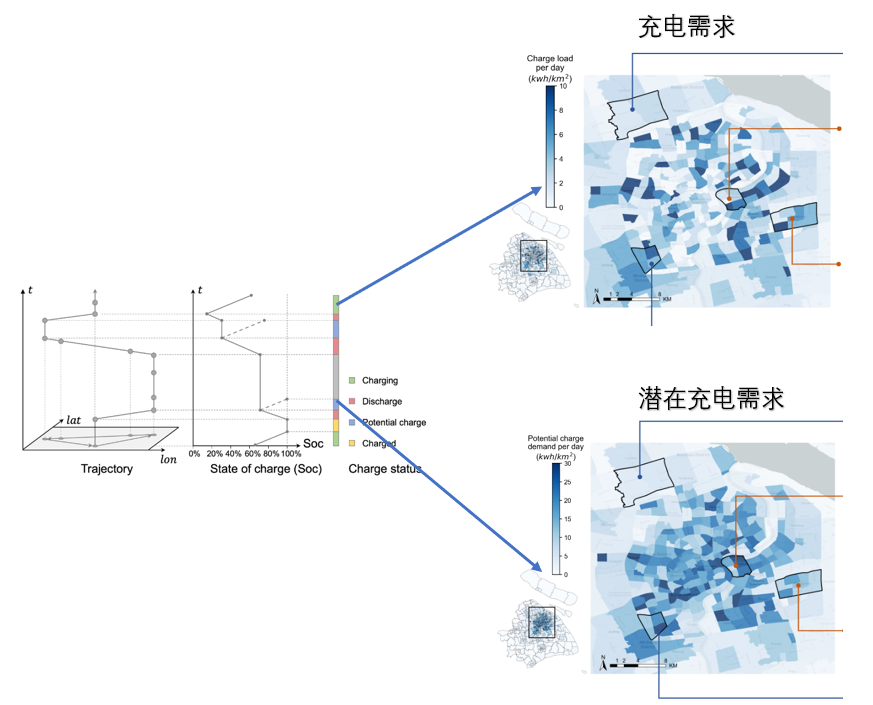 充电需求
Charge load
per day
(kwh/km²)
10
8
6
4
2
0
N
1 2 4 8
KM
t
lat
lon
Trajectory
t
Soc
0% 20% 40% 60% 80% 100%
State of charge (Soc)
Charging
Discharge
Potential charge
Charged
Charge status
潜在充电需求
Potential charge
demand per day
(kwh/km²)
30
25
20
15
10
5
0
N
1 2 4 8
KM